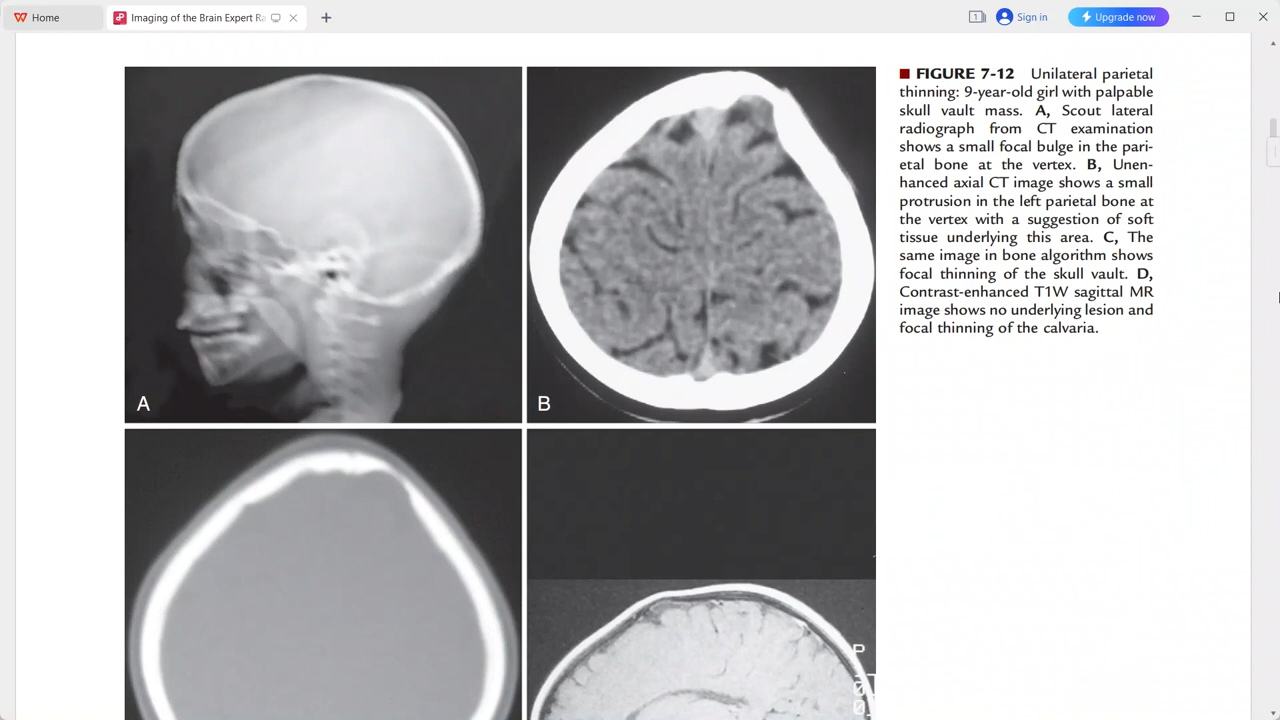 Home
Imaging of the Brain Expert Ra
1
Sign in
Upgrade now
A
B
■ FIGURE 7-12 Unilateral parietal
thinning: 9-year-old girl with palpable
skull vault mass. A, Scout lateral
radiograph from CT examination
shows a small focal bulge in the pari-
etal bone at the vertex. B, Unen-
hanced axial CT image shows a small
protrusion in the left parietal bone at
the vertex with a suggestion of soft
tissue underlying this area. C, The
same image in bone algorithm shows
focal thinning of the skull vault. D,
Contrast-enhanced T1W sagittal MR
image shows no underlying lesion and
focal thinning of the calvaria.
P